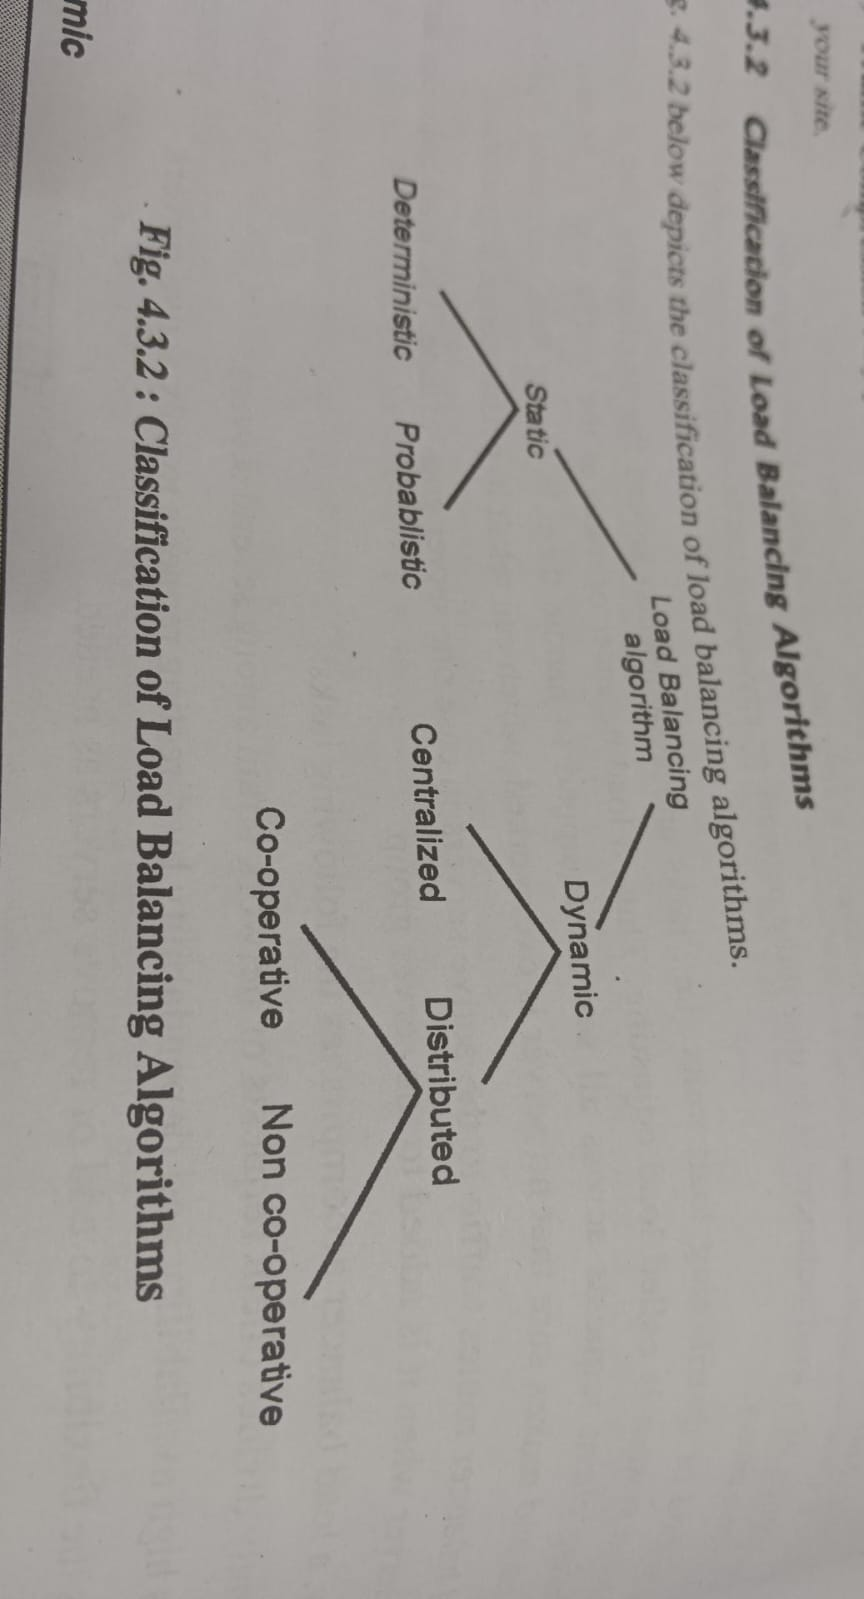 your site.
4.3.2 Classification of Load Balancing Algorithms
g. 4.3.2 below depicts the classification of load balancing algorithms.
Load Balancing
algorithm
Static
Dynamic
Deterministic Probablistic
Centralized Distributed
Co-operative Non co-operative
Fig. 4.3.2 : Classification of Load Balancing Algorithms
mic